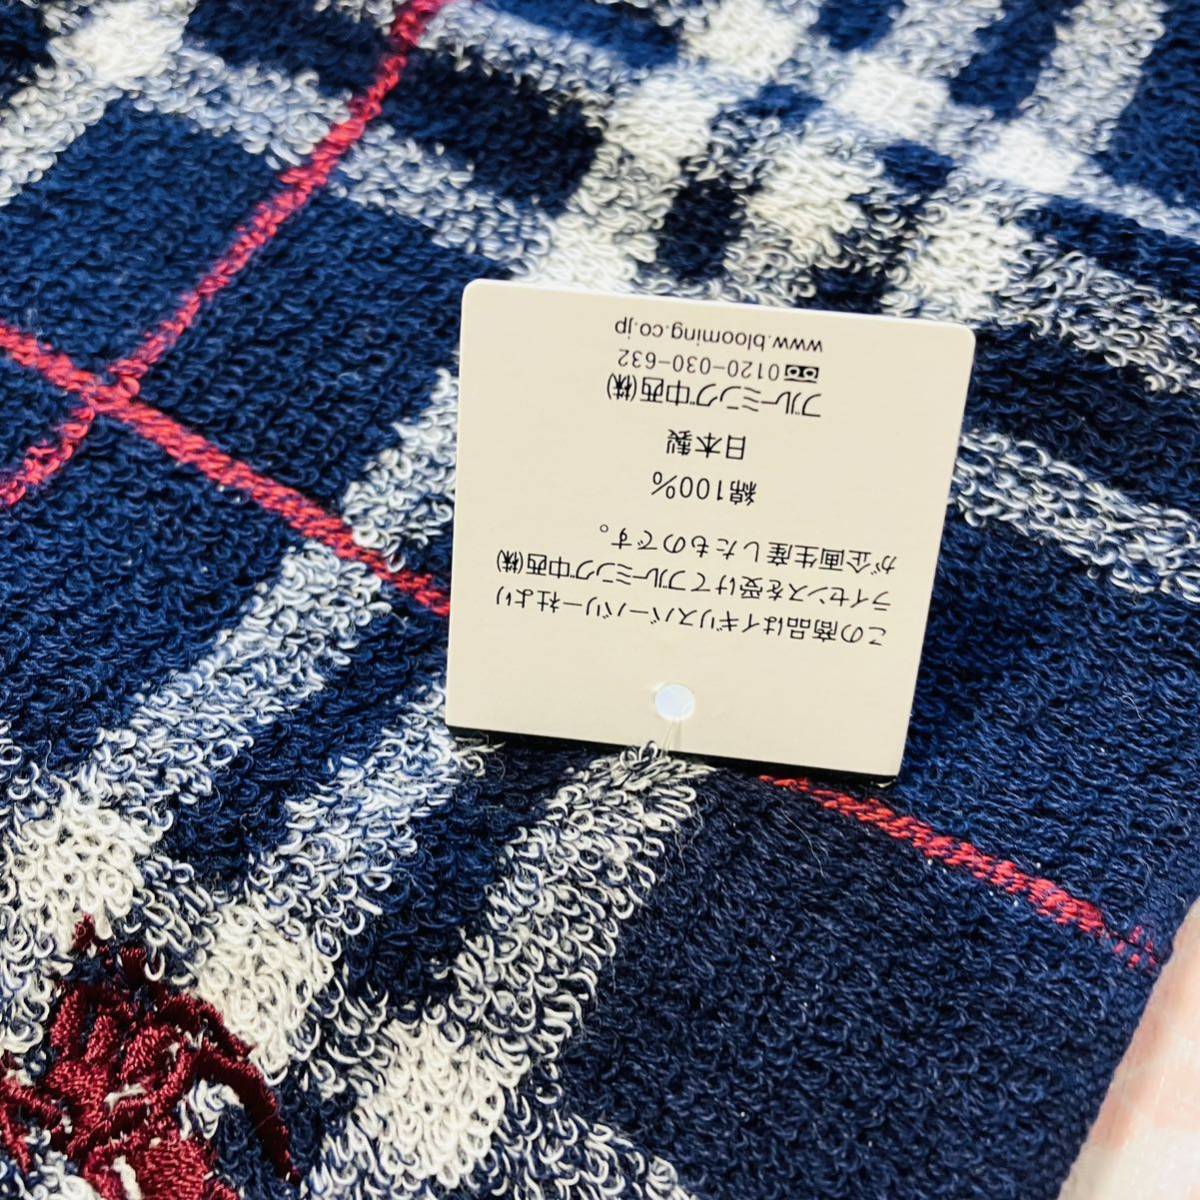 この商品はイギリスバーバリー社より
ライセンスを受けてブルーミング中西(株)
が企画生産したものです。
綿100%
日本製
ブルーミング中西(株)
0120-030-632
www.blooming.co.jp